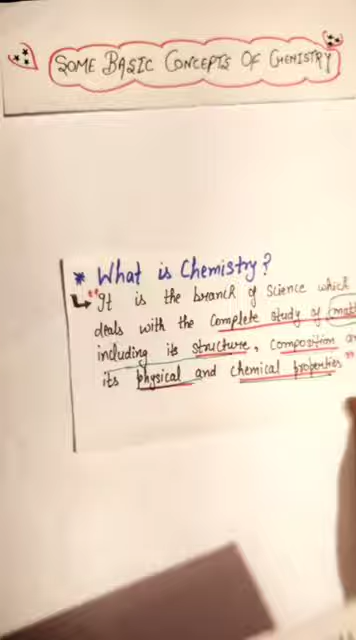 SOME BASIC CONCEPTS OF CHEMISTRY
* What is Chemistry?
"It is the branch of Science which
deals with the Complete study of
including its structure, Composition
its physical and chemical properties"